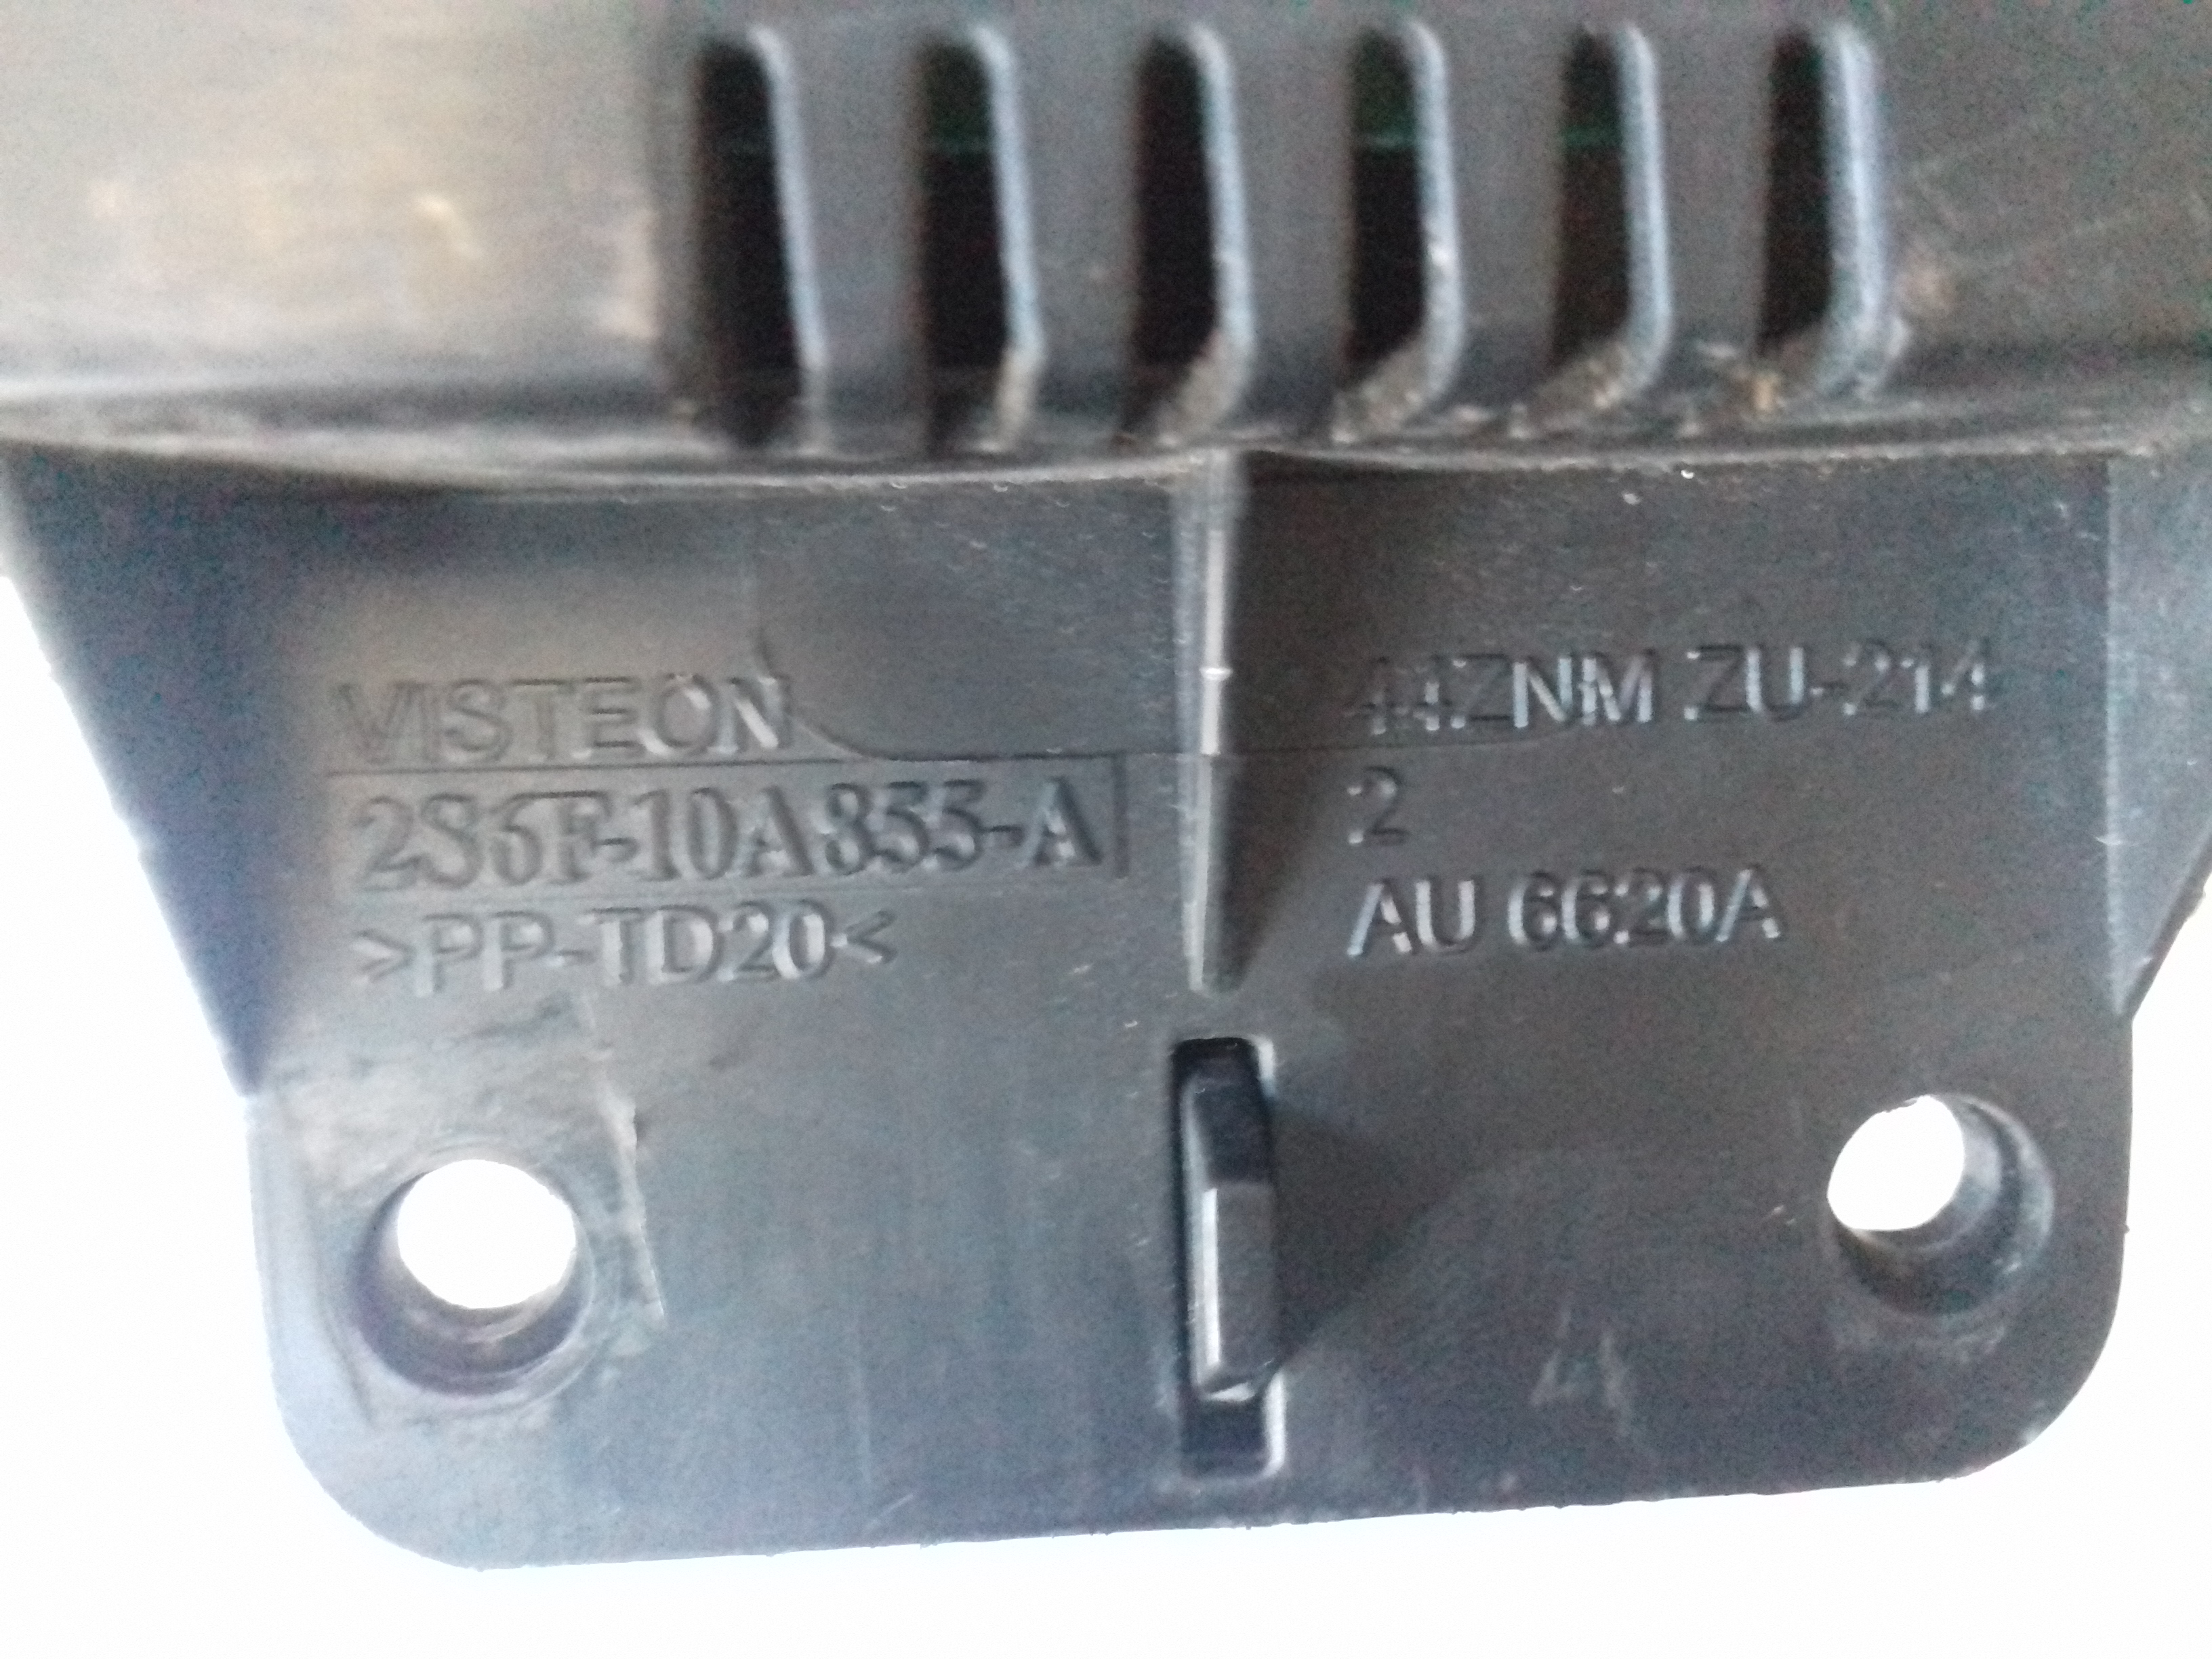 VISTEON
2S6F-10A855-A
>PP-TD20<
44ZNM ZU-214
2
AU 6620A